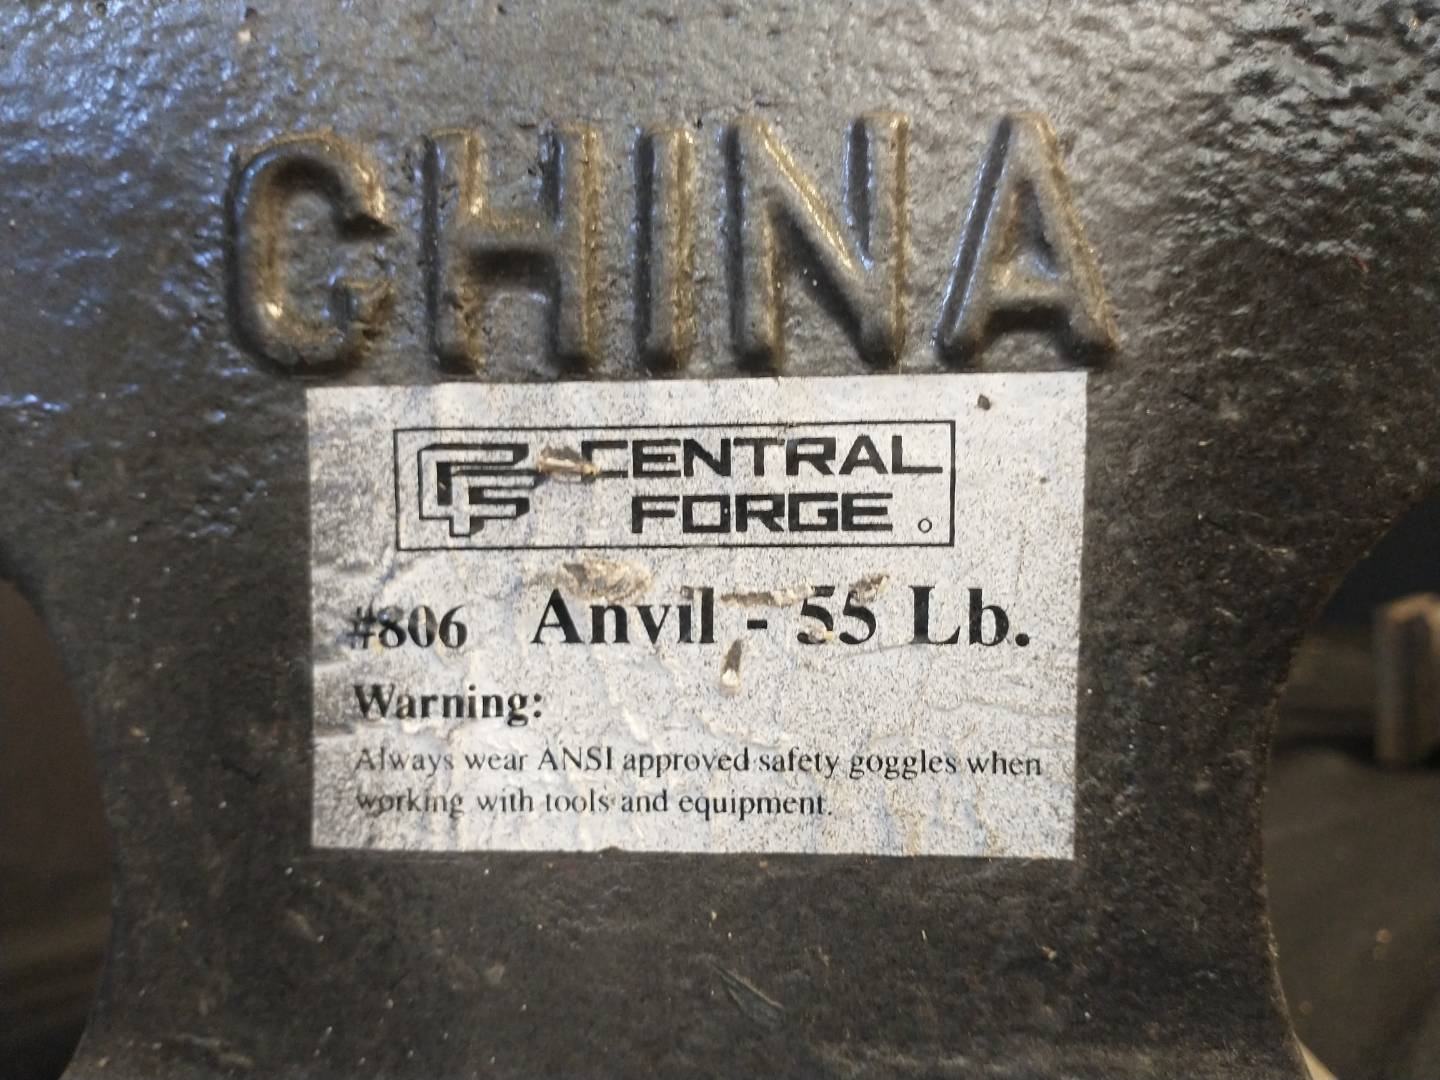 CHINA
CENTRAL
FORGE
#806 Anvil - 55 Lb.
Warning:
Always wear ANSI approved safety goggles when
working with tools and equipment.